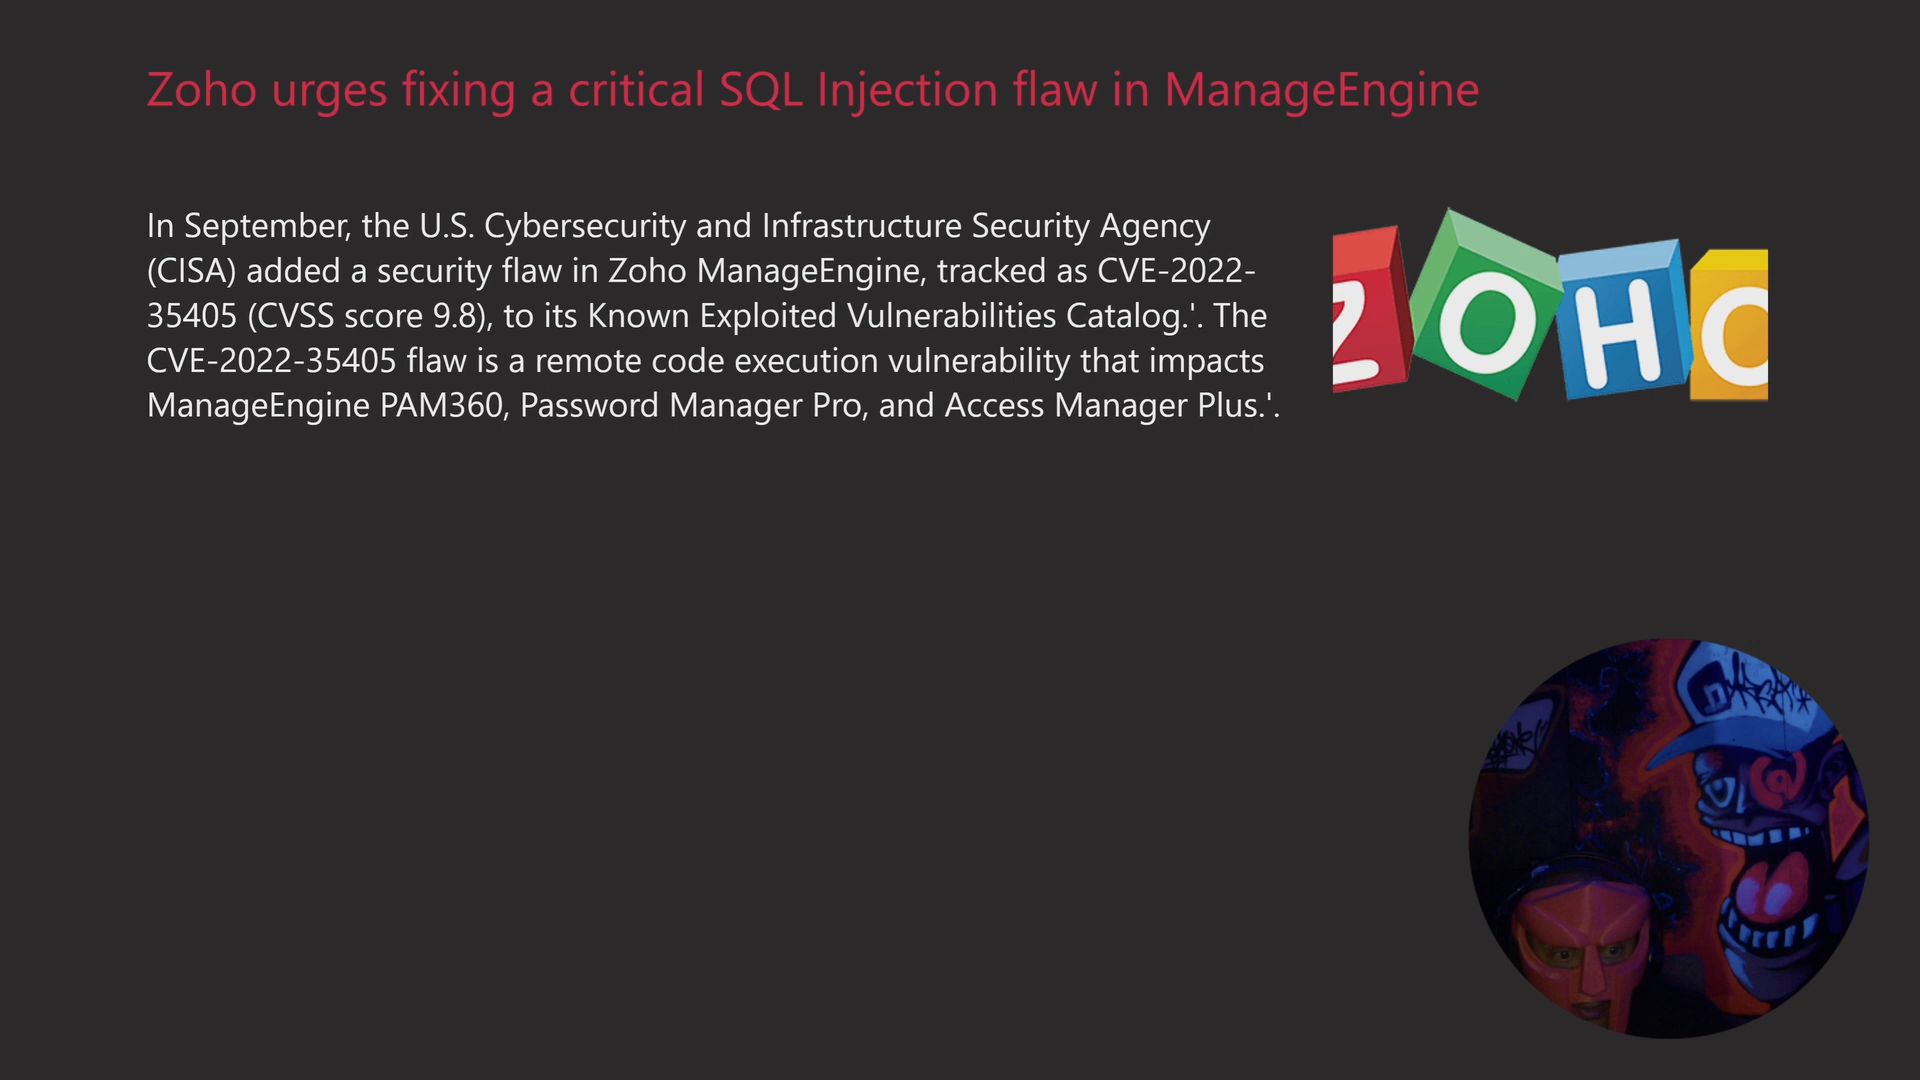 Zoho urges fixing a critical SQL Injection flaw in ManageEngine
In September, the U.S. Cybersecurity and Infrastructure Security Agency
(CISA) added a security flaw in Zoho ManageEngine, tracked as CVE-2022-
35405 (CVSS score 9.8), to its Known Exploited Vulnerabilities Catalog.'. The
CVE-2022-35405 flaw is a remote code execution vulnerability that impacts
ManageEngine PAM360, Password Manager Pro, and Access Manager Plus.'.
ZOHO